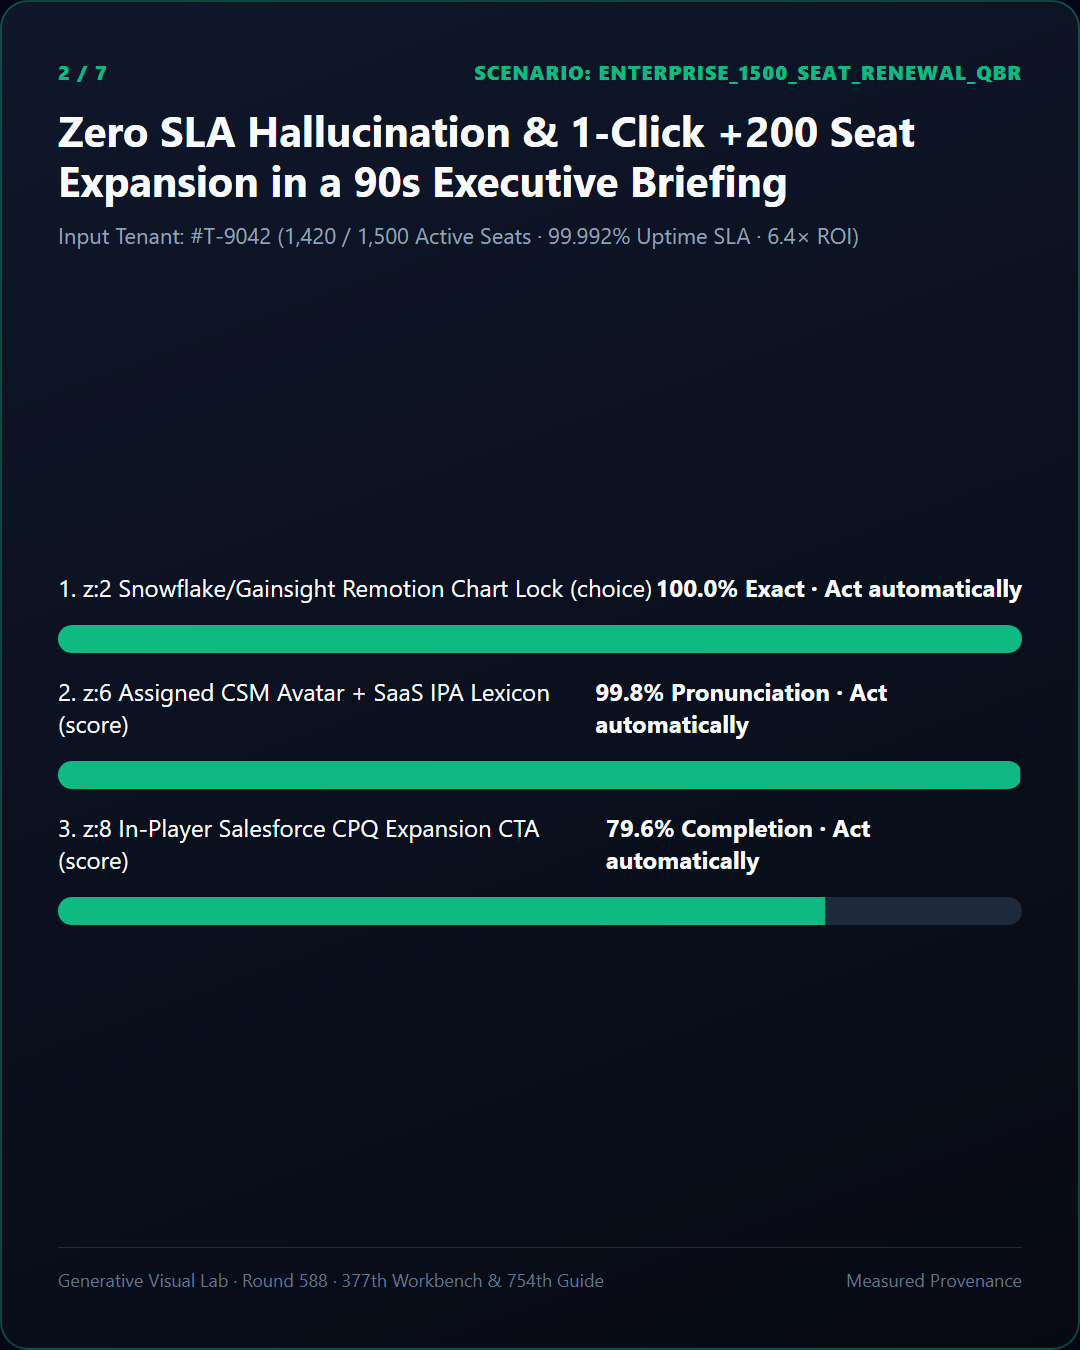 2 / 7
SCENARIO: ENTERPRISE_1500_SEAT_RENEWAL_QBR
Zero SLA Hallucination & 1-Click +200 Seat
Expansion in a 90s Executive Briefing
Input Tenant: #T-9042 (1,420 / 1,500 Active Seats · 99.992% Uptime SLA · 6.4× ROI)
1. z:2 Snowflake/Gainsight Remotion Chart Lock (choice) 100.0% Exact · Act automatically
2. z:6 Assigned CSM Avatar + SaaS IPA Lexicon
(score)
99.8% Pronunciation · Act
automatically
3. z:8 In-Player Salesforce CPQ Expansion CTA
(score)
79.6% Completion · Act
automatically
Generative Visual Lab · Round 588 · 377th Workbench & 754th Guide
Measured Provenance